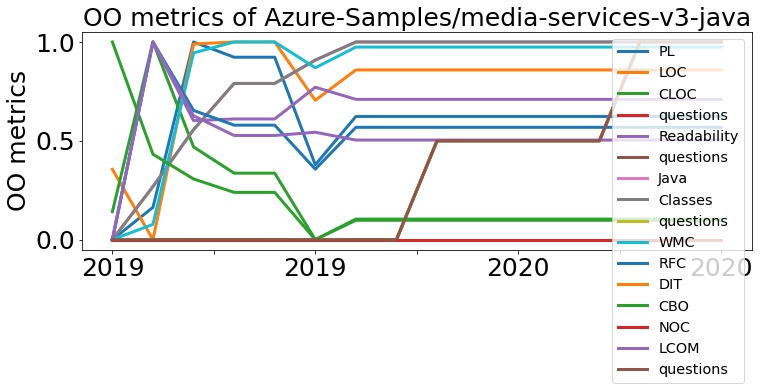 OO metrics of Azure-Samples/media-services-v3-java
OO metrics
1.0
0.5
0.0
2019
2019
2020
2020
PL
LOC
CLOC
questions
Readability
questions
Java
Classes
questions
WMC
RFC
DIT
CBO
NOC
LCOM
questions